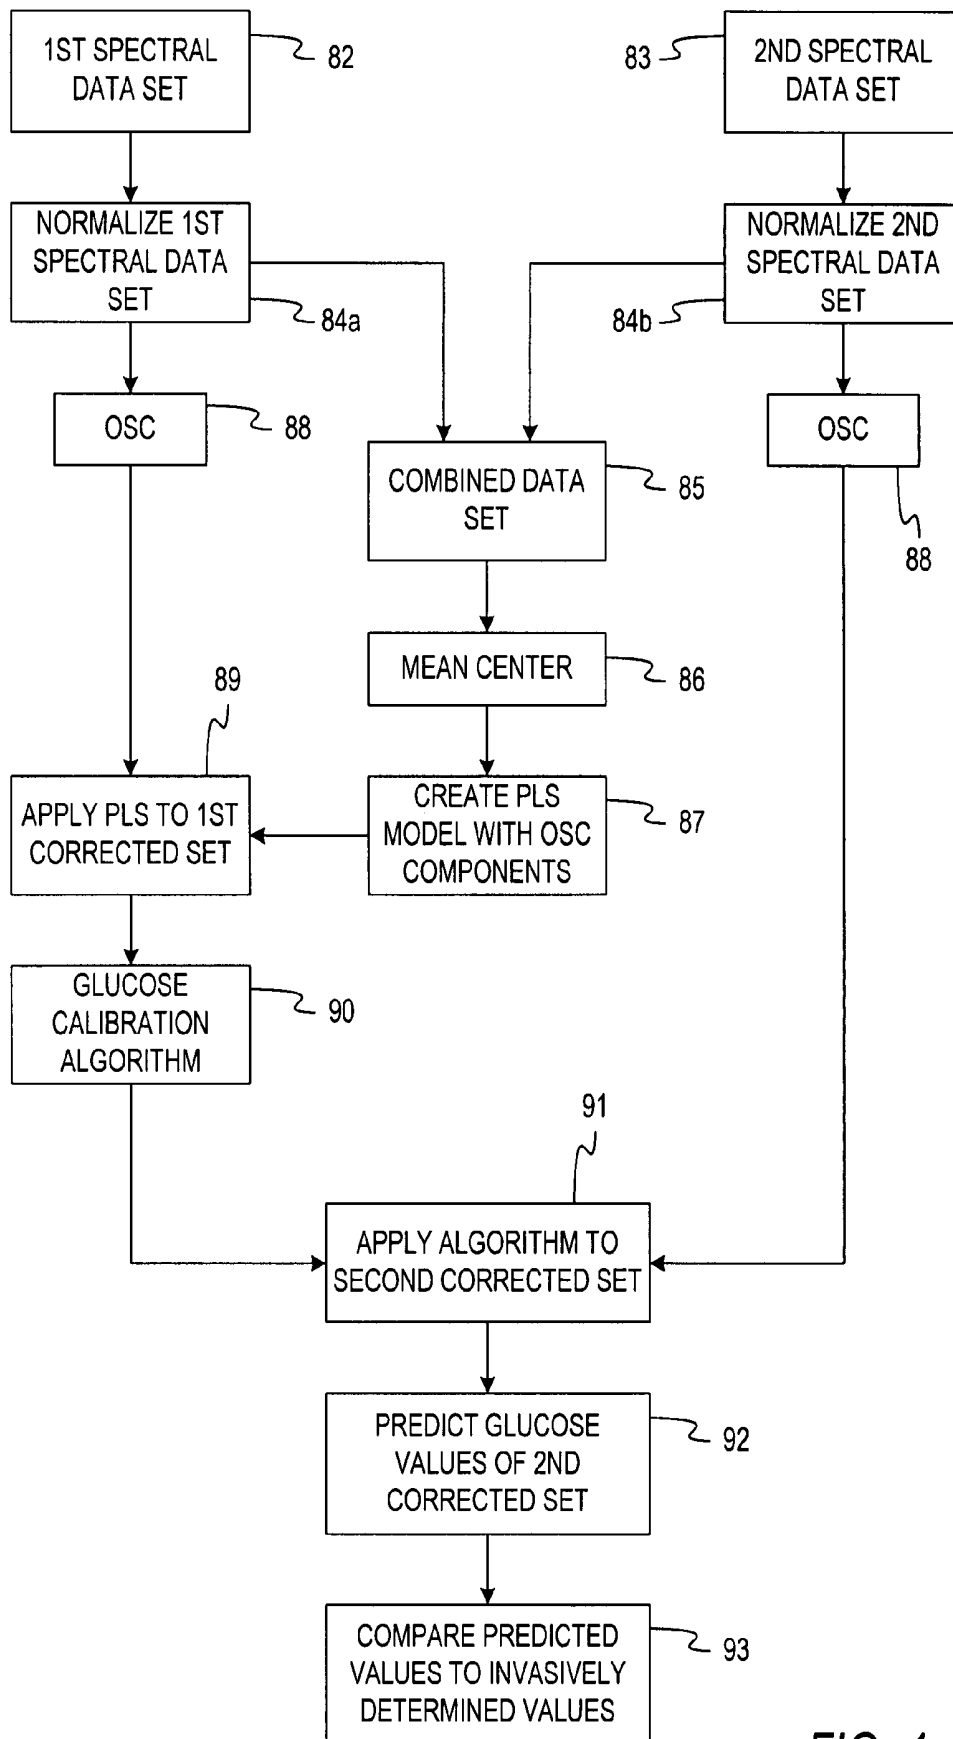 1ST SPECTRAL
DATA SET
82
83
2ND SPECTRAL
DATA SET
NORMALIZE 1ST
SPECTRAL DATA
SET
84a
84b
NORMALIZE 2ND
SPECTRAL DATA
SET
OSC
88
COMBINED DATA
SET
85
OSC
88
MEAN CENTER
86
89
APPLY PLS TO 1ST
CORRECTED SET
CREATE PLS
MODEL WITH OSC
COMPONENTS
87
GLUCOSE
CALIBRATION
ALGORITHM
90
91
APPLY ALGORITHM TO
SECOND CORRECTED SET
PREDICT GLUCOSE
VALUES OF 2ND
CORRECTED SET
92
COMPARE PREDICTED
VALUES TO INVASIVELY
DETERMINED VALUES
93